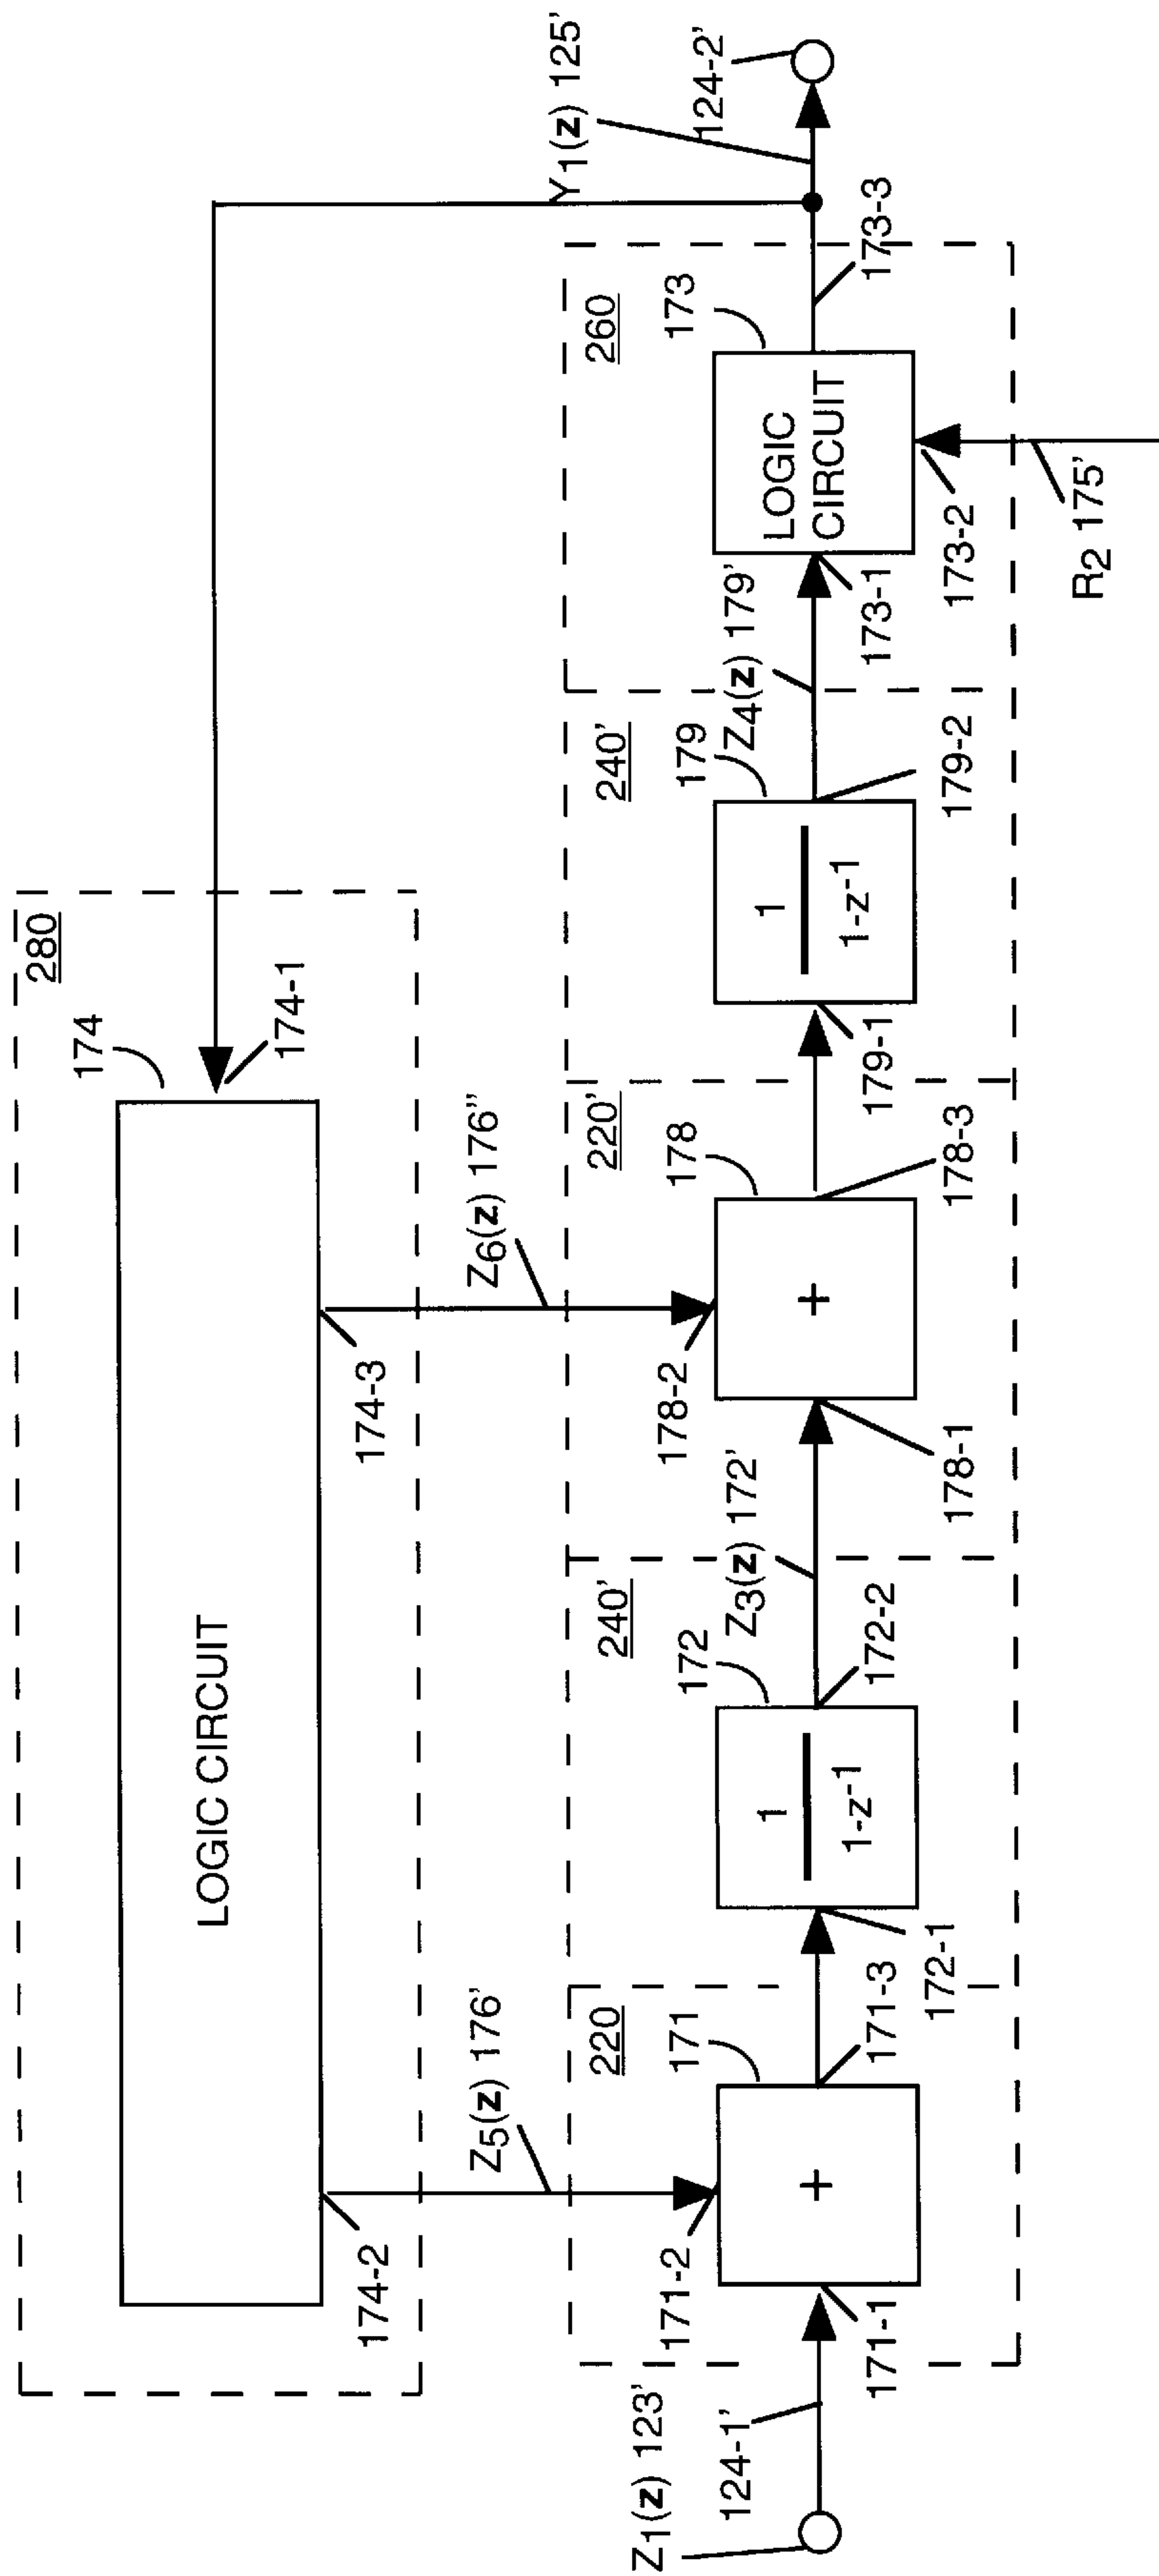 280
174
LOGIC CIRCUIT
174-1
174-2
174-3
Z5(z) 176'
Z6(z) 176''
Y1(z) 125'
Z1(z) 123'
124-1'
220
171
+
171-1
171-2
171-3
240'
172
1
1-z-1
172-1
172-2
Z3(z) 172'
220'
178
+
178-1
178-2
178-3
240'
179
1
1-z-1
179-1
179-2
Z4(z) 179'
260
173
LOGIC
CIRCUIT
173-1
173-2
173-3
R2 175'
124-2'